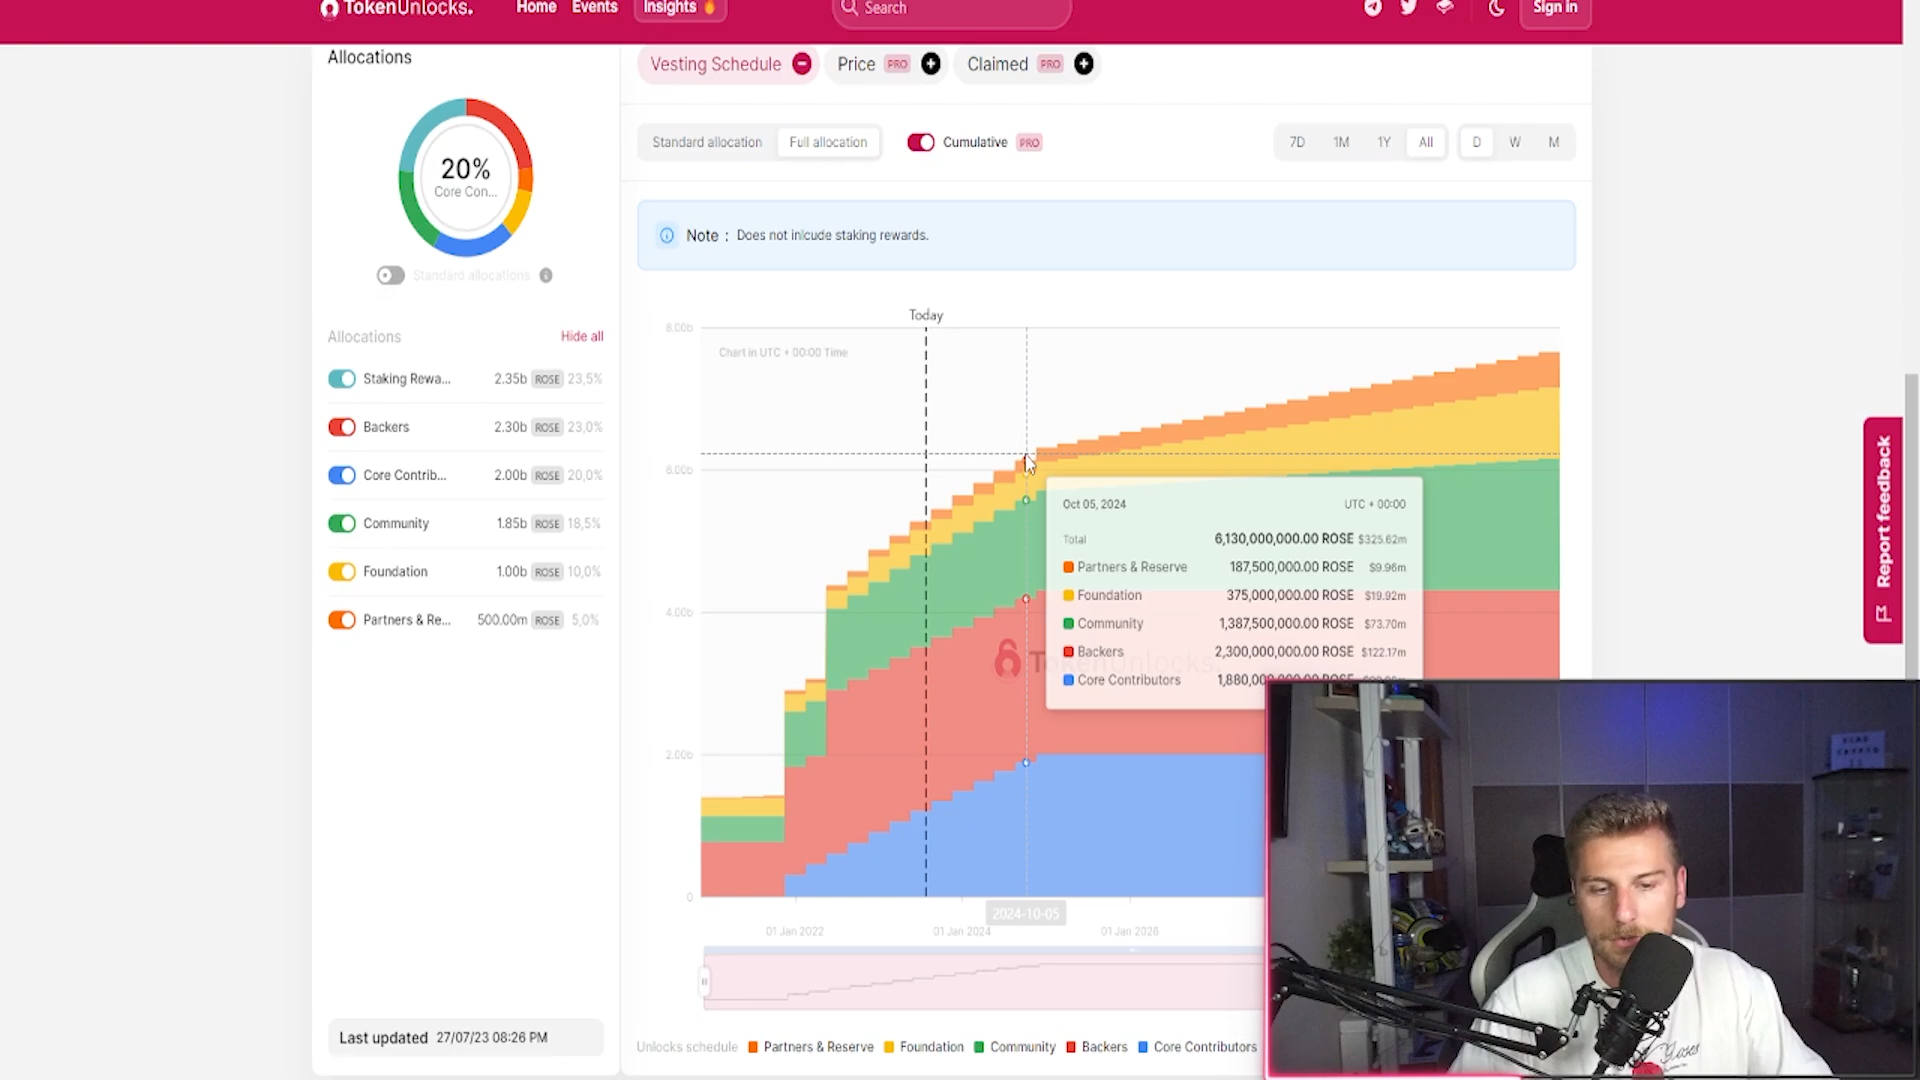 TokenUnlocks.
Home
Events
Insights
Search
Sign In
Allocations
20%
Core Con...
Standard allocations
Allocations
Hide all
Staking Rewa... 2.35b ROSE 23,5%
Backers 2.30b ROSE 23,0%
Core Contrib... 2.00b ROSE 20,0%
Community 1.85b ROSE 18,5%
Foundation 1.00b ROSE 10,0%
Partners & Re... 500.00m ROSE 5,0%
Last updated 27/07/23 08:26 PM
Vesting Schedule
Price PRO
Claimed PRO
Standard allocation
Full allocation
Cumulative PRO
7D 1M 1Y All
D W M
Note : Does not inlcude staking rewards.
Today
Chart in UTC + 00:00 Time
8.00b
6.00b
4.00b
2.00b
0
Oct 05, 2024 UTC + 00:00
Total 6,130,000,000.00 ROSE $325.62m
Partners & Reserve 187,500,000.00 ROSE $9.96m
Foundation 375,000,000.00 ROSE $19.92m
Community 1,387,500,000.00 ROSE $73.70m
Backers 2,300,000,000.00 ROSE $122.17m
Core Contributors
TokenUnlocks.
2024-10-05
01 Jan 2022
01 Jan 2024
01 Jan 2026
Unlocks schedule Partners & Reserve Foundation Community Backers Core Contributors
Report feedback